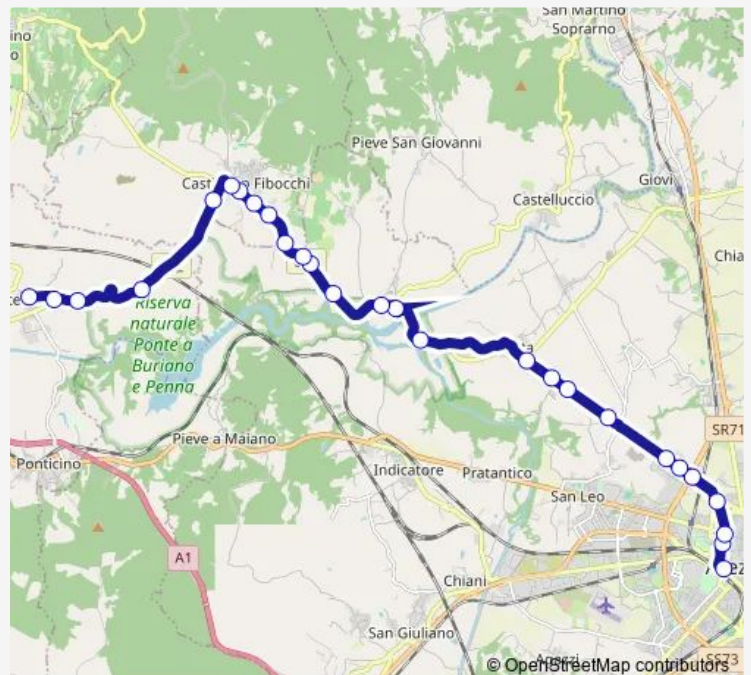 San Martino
Soprarno
Pieve San Giovanni
Giovi
Castelluccio
Riserva
naturale
Ponte a
Buriano
e Penna
SR71
Pieve a Maiano
Ponticino
Indicatore
Pratantico
San Leo
A1
Chiani
San Giuliano
SS73
© OpenStreetMap contributors